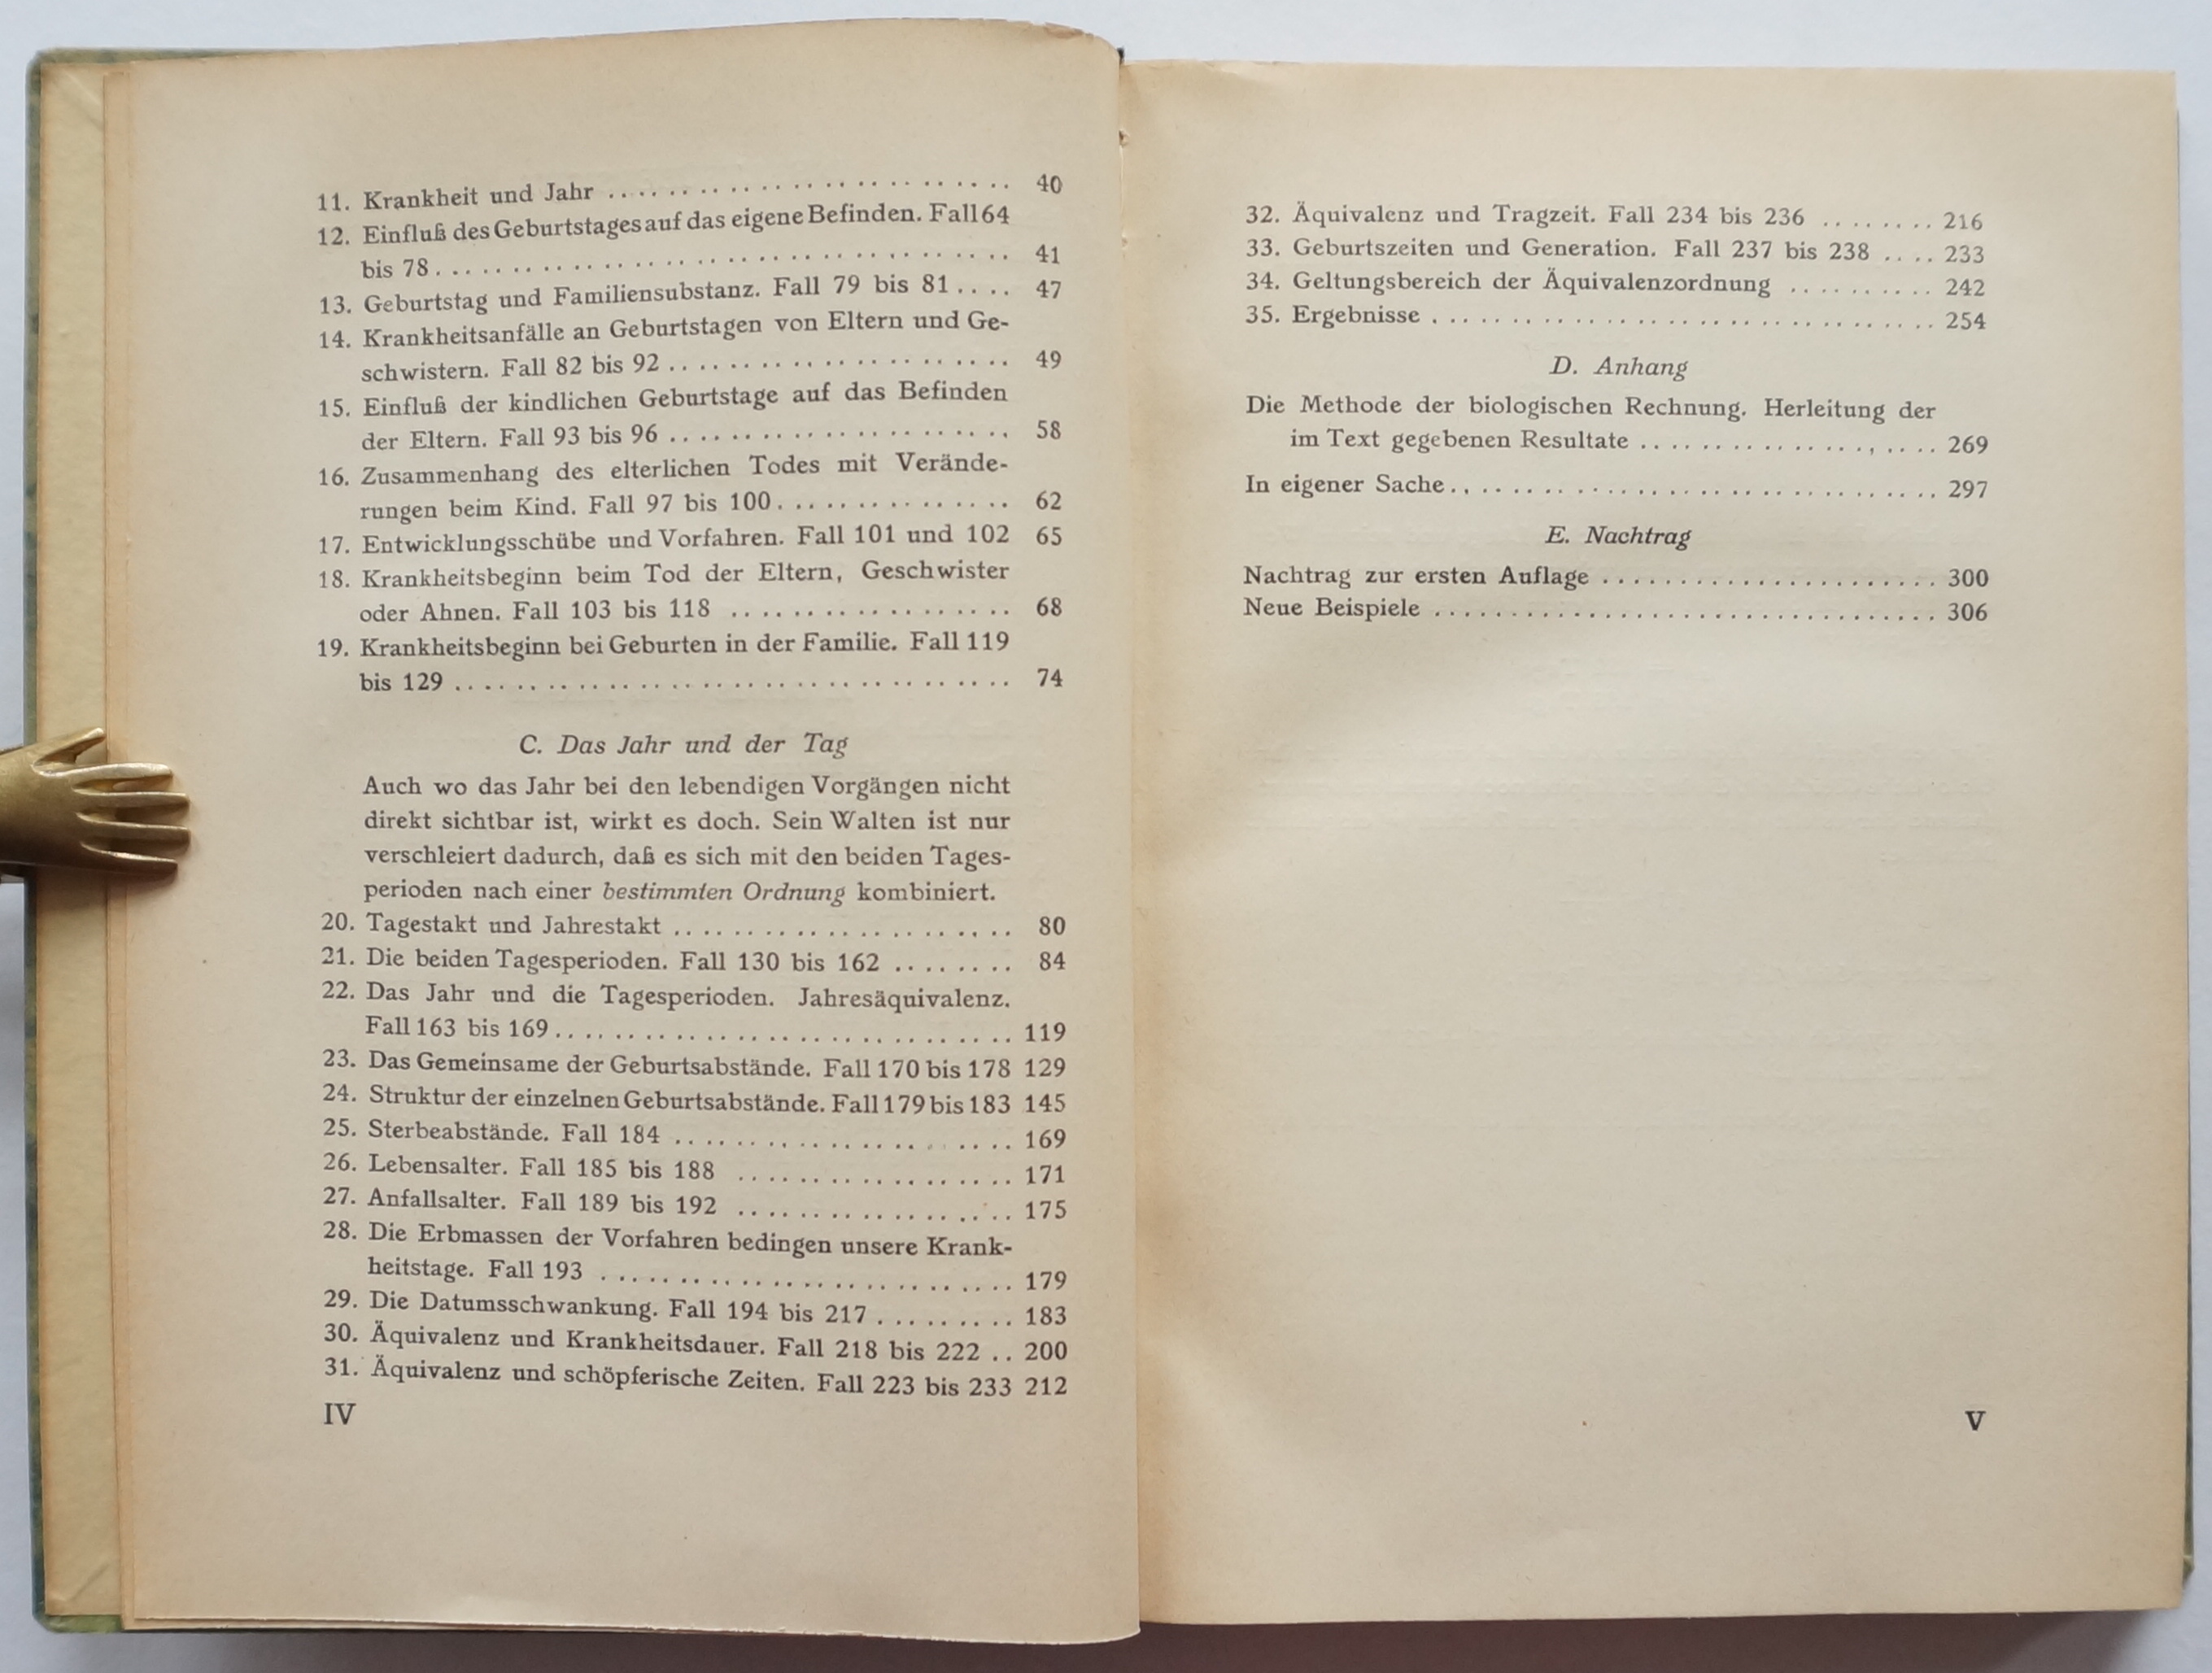 11. Krankheit und Jahr .......................... 40
12. Einfluß des Geburtstages auf das eigene Befinden. Fall 64
bis 78..................................... 41
13. Geburtstag und Familiensubstanz. Fall 79 bis 81.... 47
14. Krankheitsanfälle an Geburtstagen von Eltern und Ge-
schwistern. Fall 82 bis 92...................... 49
15. Einfluß der kindlichen Geburtstage auf das Befinden
der Eltern. Fall 93 bis 96 ...................... 58
16. Zusammenhang des elterlichen Todes mit Verände-
rungen beim Kind. Fall 97 bis 100............... 62
17. Entwicklungsschübe und Vorfahren. Fall 101 und 102 65
18. Krankheitsbeginn beim Tod der Eltern, Geschwister
oder Ahnen. Fall 103 bis 118 .................. 68
19. Krankheitsbeginn bei Geburten in der Familie. Fall 119
bis 129 .................................... 74
C. Das Jahr und der Tag
Auch wo das Jahr bei den lebendigen Vorgängen nicht
direkt sichtbar ist, wirkt es doch. Sein Walten ist nur
verschleiert dadurch, daß es sich mit den beiden Tages-
perioden nach einer bestimmten Ordnung kombiniert.
20. Tagestakt und Jahrestakt ...................... 80
21. Die beiden Tagesperioden. Fall 130 bis 162 ........ 84
22. Das Jahr und die Tagesperioden. Jahresäquivalenz.
Fall 163 bis 169.............................. 119
23. Das Gemeinsame der Geburtsabstände. Fall 170 bis 178 129
24. Struktur der einzelnen Geburtsabstände. Fall 179 bis 183 145
25. Sterbeabstände. Fall 184 ...................... 169
26. Lebensalter. Fall 185 bis 188 .................. 171
27. Anfallsalter. Fall 189 bis 192 .................. 175
28. Die Erbmassen der Vorfahren bedingen unsere Krank-
heitstage. Fall 193 ........................... 179
29. Die Datumsschwankung. Fall 194 bis 217......... 183
30. Äquivalenz und Krankheitsdauer. Fall 218 bis 222 .. 200
31. Äquivalenz und schöpferische Zeiten. Fall 223 bis 233 212
IV
32. Äquivalenz und Tragzeit. Fall 234 bis 236 ........ 216
33. Geburtszeiten und Generation. Fall 237 bis 238 .... 233
34. Geltungsbereich der Äquivalenzordnung .......... 242
35. Ergebnisse ................................. 254
D. Anhang
Die Methode der biologischen Rechnung. Herleitung der
im Text gegebenen Resultate ................... 269
In eigener Sache................................ 297
E. Nachtrag
Nachtrag zur ersten Auflage ...................... 300
Neue Beispiele ................................. 306
V